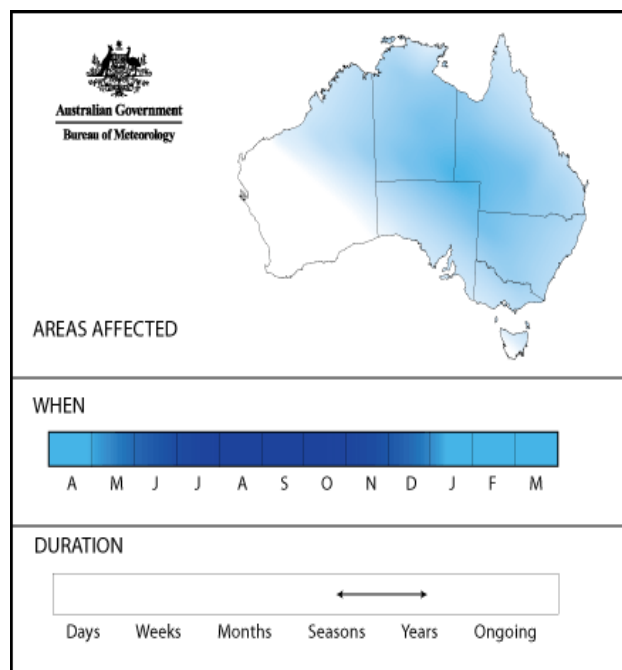 Australian Government
Bureau of Meteorology
AREAS AFFECTED
WHEN
A M J J A S O N D J F M
DURATION
Days Weeks Months Seasons Years Ongoing